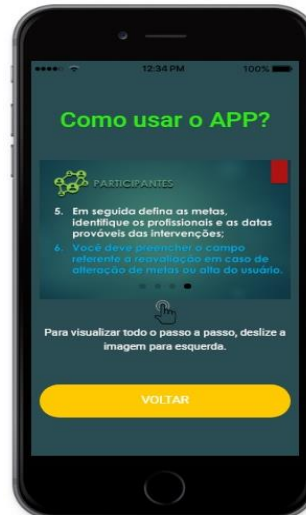 12:34 PM
100%
Como usar o APP?
PARTICIPANTES
5. Em seguida defina as metas,
identifique os profissionais e as datas
prováveis das intervenções;
6. Você deve preencher o campo
referente a reavaliação em caso de
alteração de metas ou alta do usuário.
Para visualizar todo o passo a passo, deslize a
imagem para esquerda.
VOLTAR